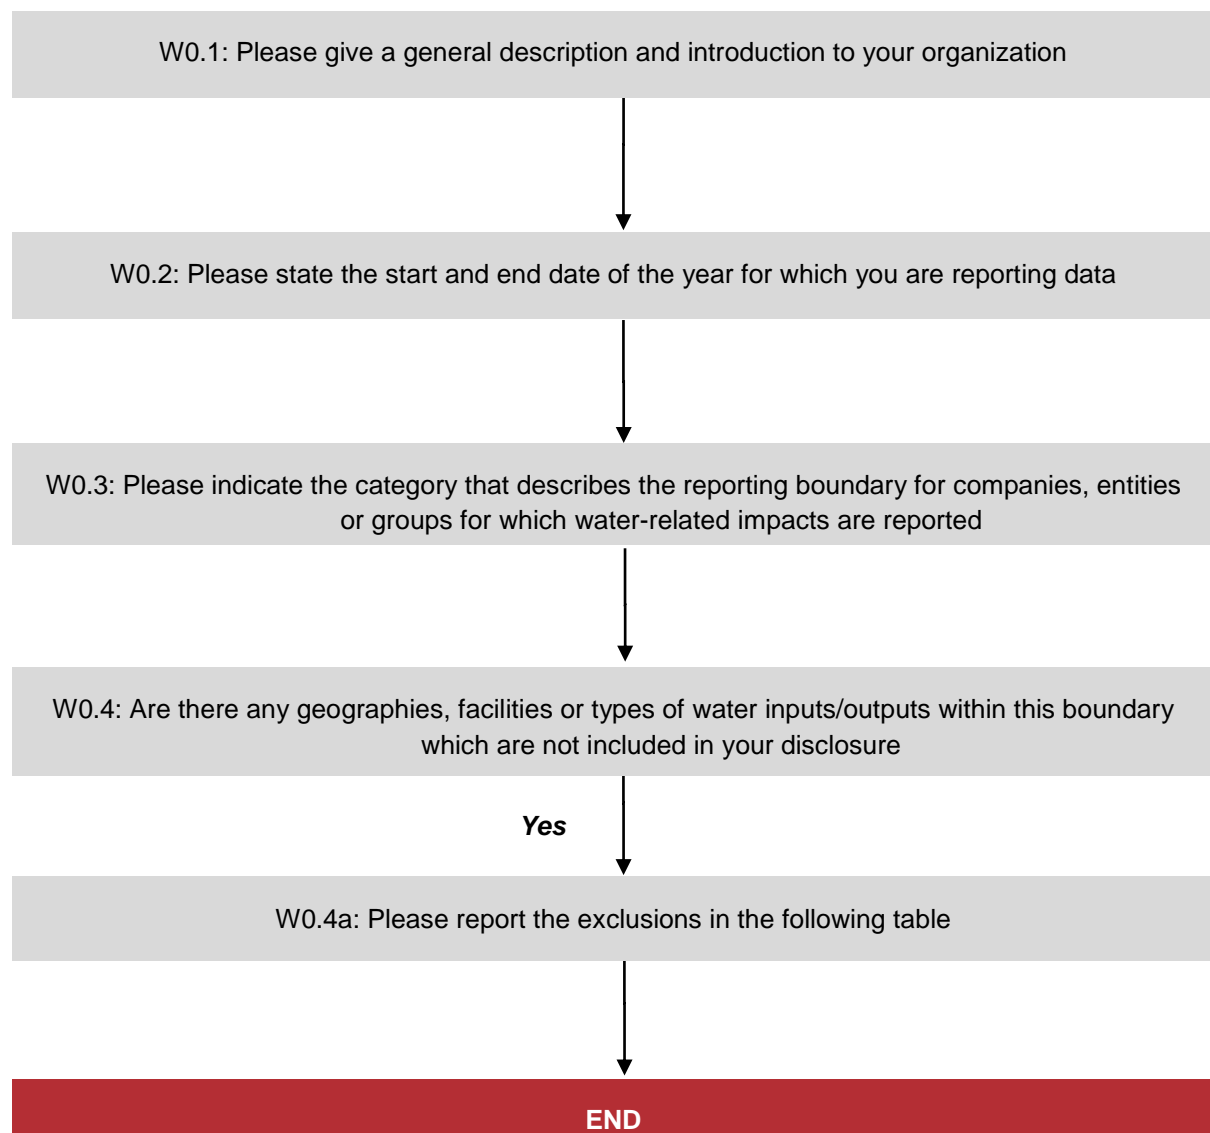 W0.1: Please give a general description and introduction to your organization
W0.2: Please state the start and end date of the year for which you are reporting data
W0.3: Please indicate the category that describes the reporting boundary for companies, entities
or groups for which water-related impacts are reported
W0.4: Are there any geographies, facilities or types of water inputs/outputs within this boundary
which are not included in your disclosure
Yes
W0.4a: Please report the exclusions in the following table
END